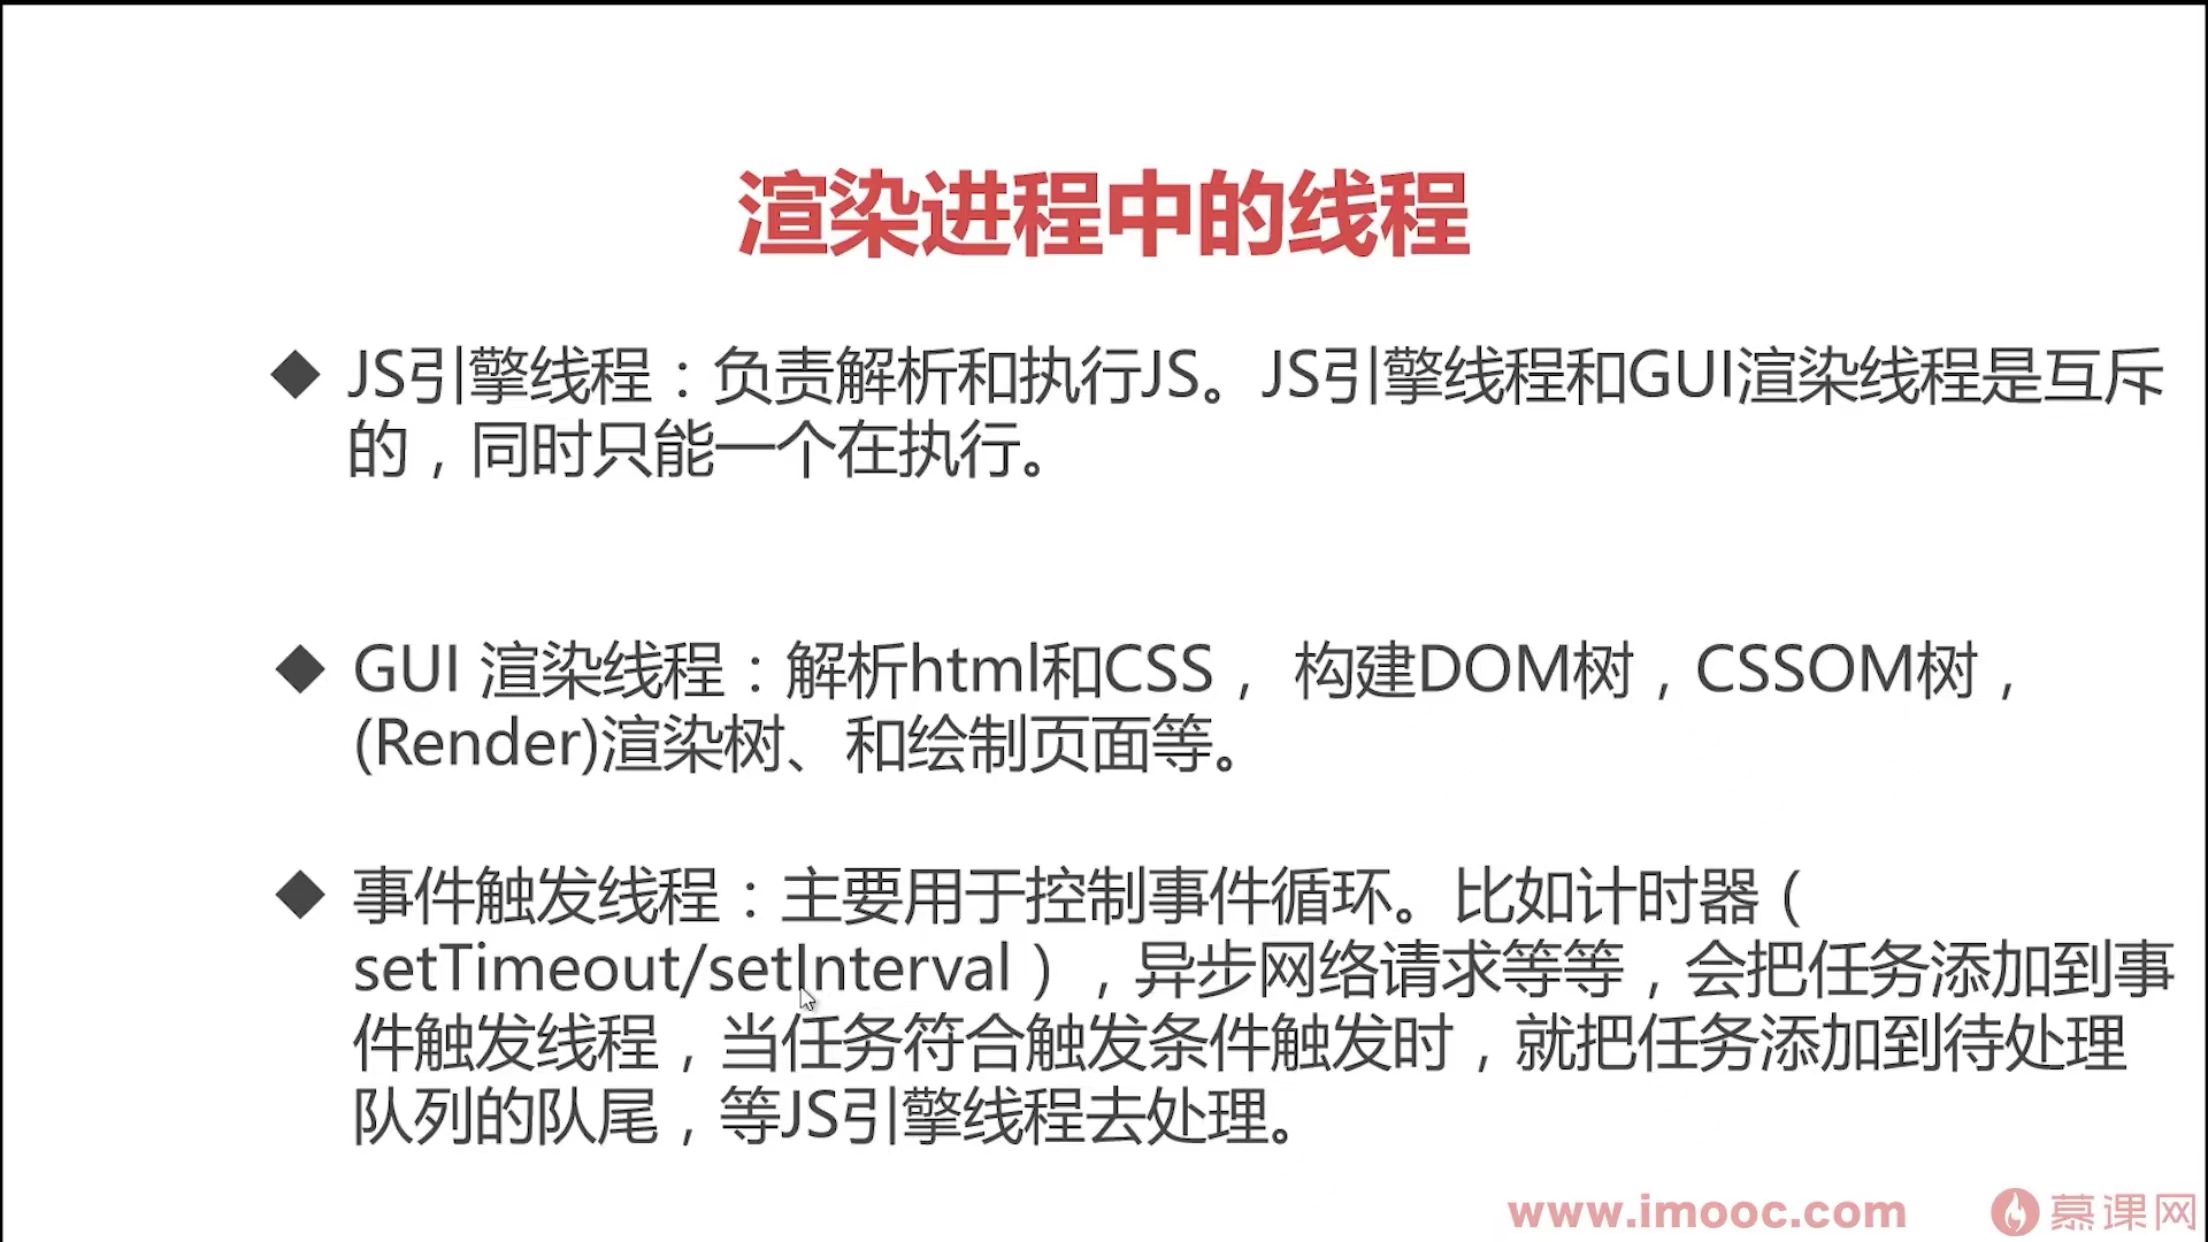 渲染进程中的线程
JS引擎线程：负责解析和执行JS。JS引擎线程和GUI渲染线程是互斥
的，同时只能一个在执行。
GUI 渲染线程：解析html和CSS， 构建DOM树，CSSOM树，
(Render)渲染树、和绘制页面等。
事件触发线程：主要用于控制事件循环。比如计时器（
setTimeout/setInterval），异步网络请求等等，会把任务添加到事
件触发线程，当任务符合触发条件触发时，就把任务添加到待处理
队列的队尾，等JS引擎线程去处理。
www.imooc.com 慕课网